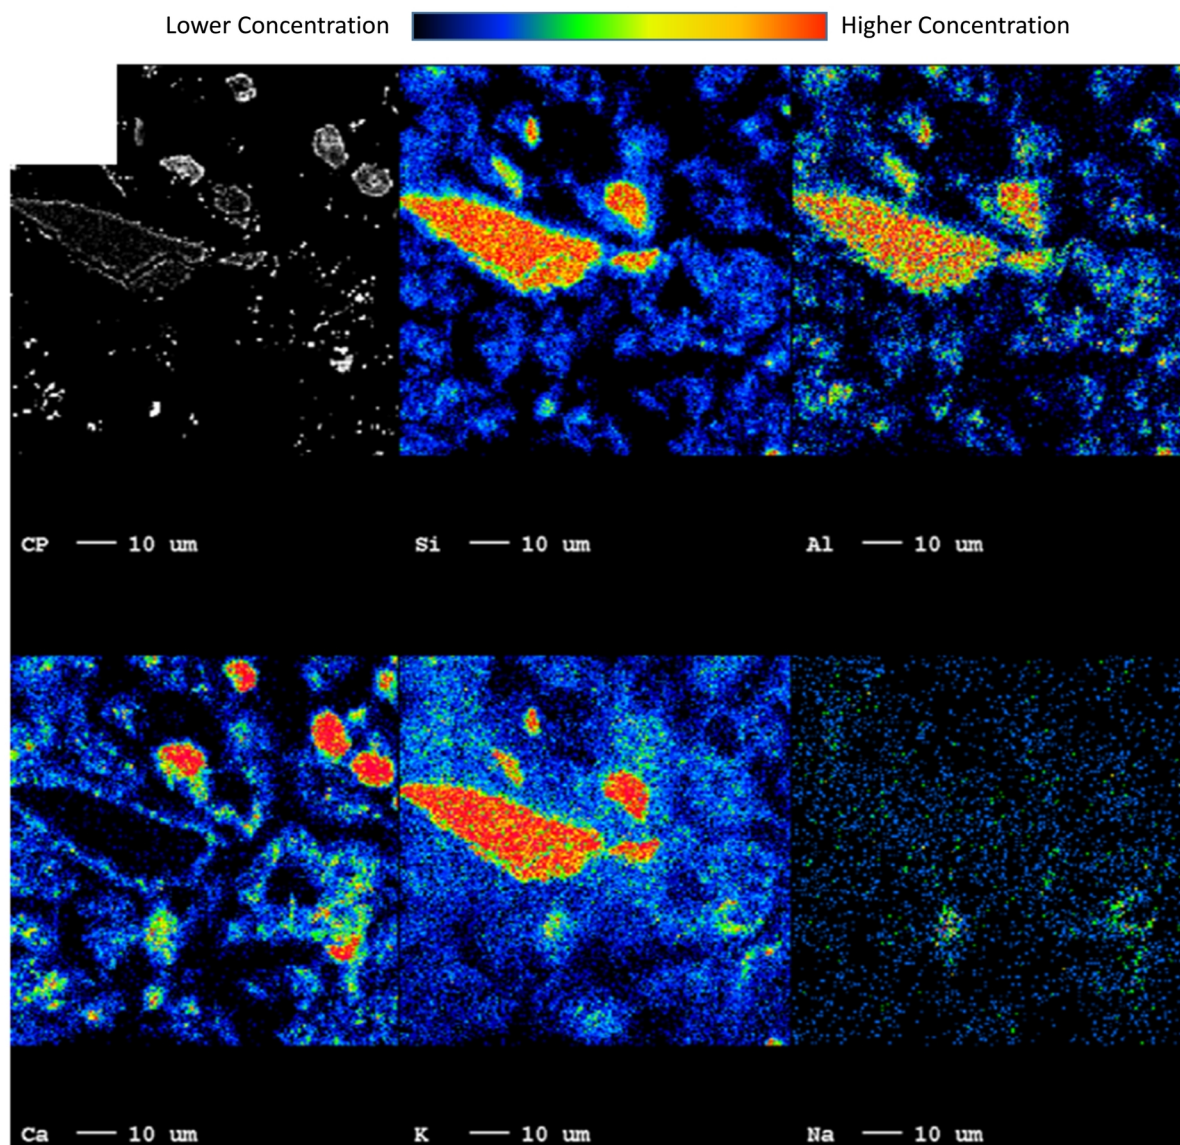 Lower Concentration Higher Concentration
CP 10 um Si 10 um Al 10 um
Ca 10 um K 10 um Na 10 um